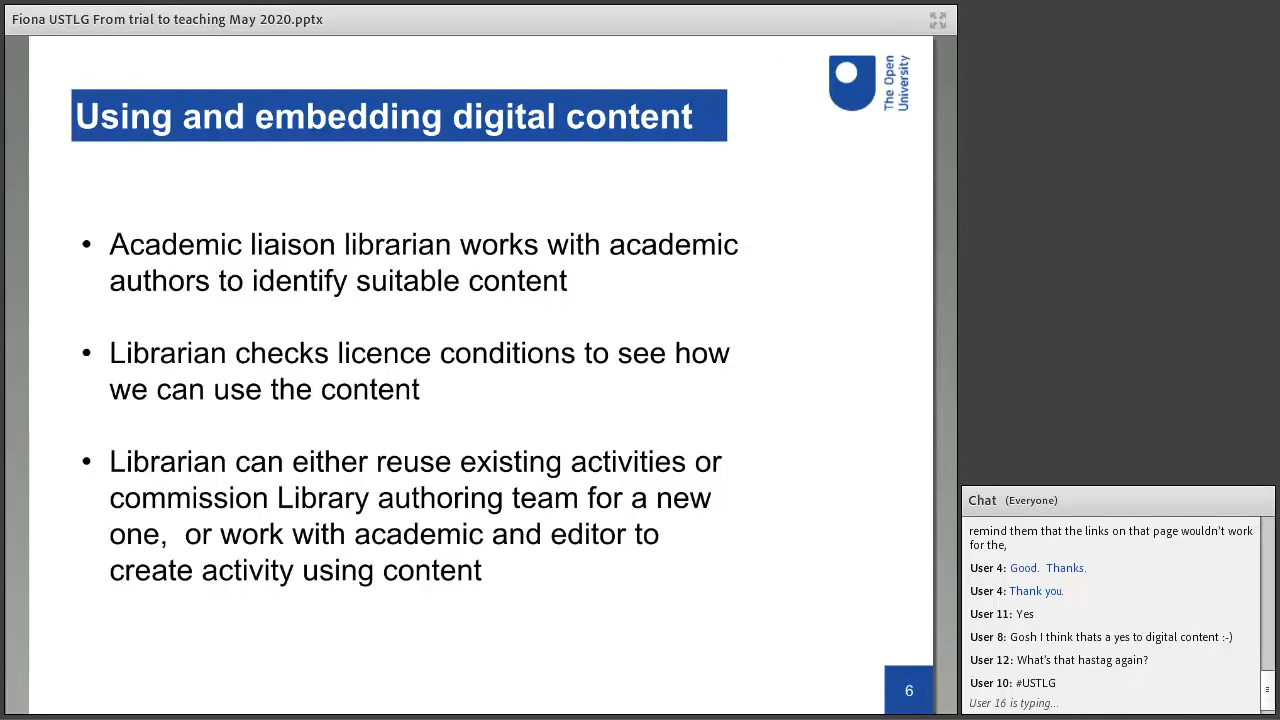 Fiona USTLG From trial to teaching May 2020.pptx
The Open
University
Using and embedding digital content
• Academic liaison librarian works with academic
authors to identify suitable content
• Librarian checks licence conditions to see how
we can use the content
• Librarian can either reuse existing activities or
commission Library authoring team for a new
one,  or work with academic and editor to
create activity using content
6
Chat (Everyone)
remind them that the links on that page wouldn't work
for the,
User 4: Good.  Thanks.
User 4: Thank you.
User 11: Yes
User 8: Gosh I think thats a yes to digital content :-)
User 12: What's that hastag again?
User 10: #USTLG
User 16 is typing...